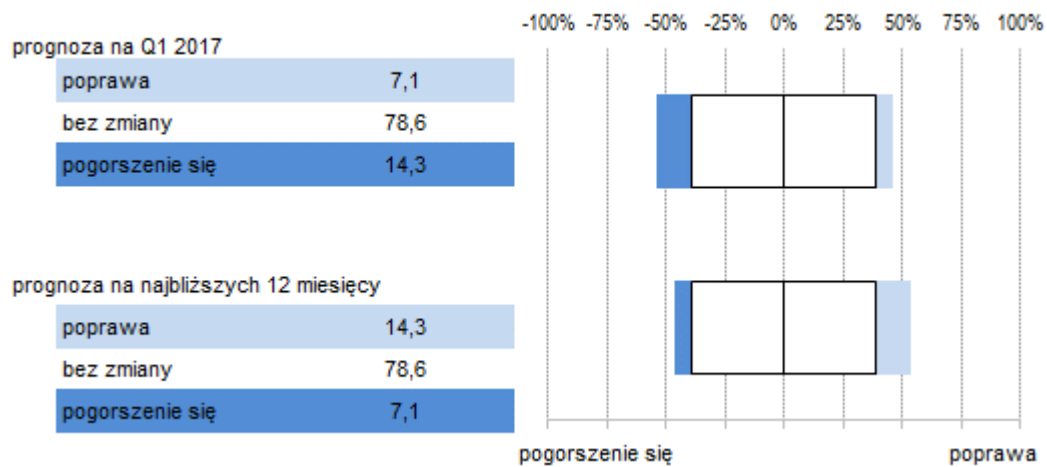 -100% -75% -50% -25% 0% 25% 50% 75% 100%
prognoza na Q1 2017
poprawa 7,1
bez zmiany 78,6
pogorszenie się 14,3
prognoza na najbliższych 12 miesięcy
poprawa 14,3
bez zmiany 78,6
pogorszenie się 7,1
pogorszenie się poprawa